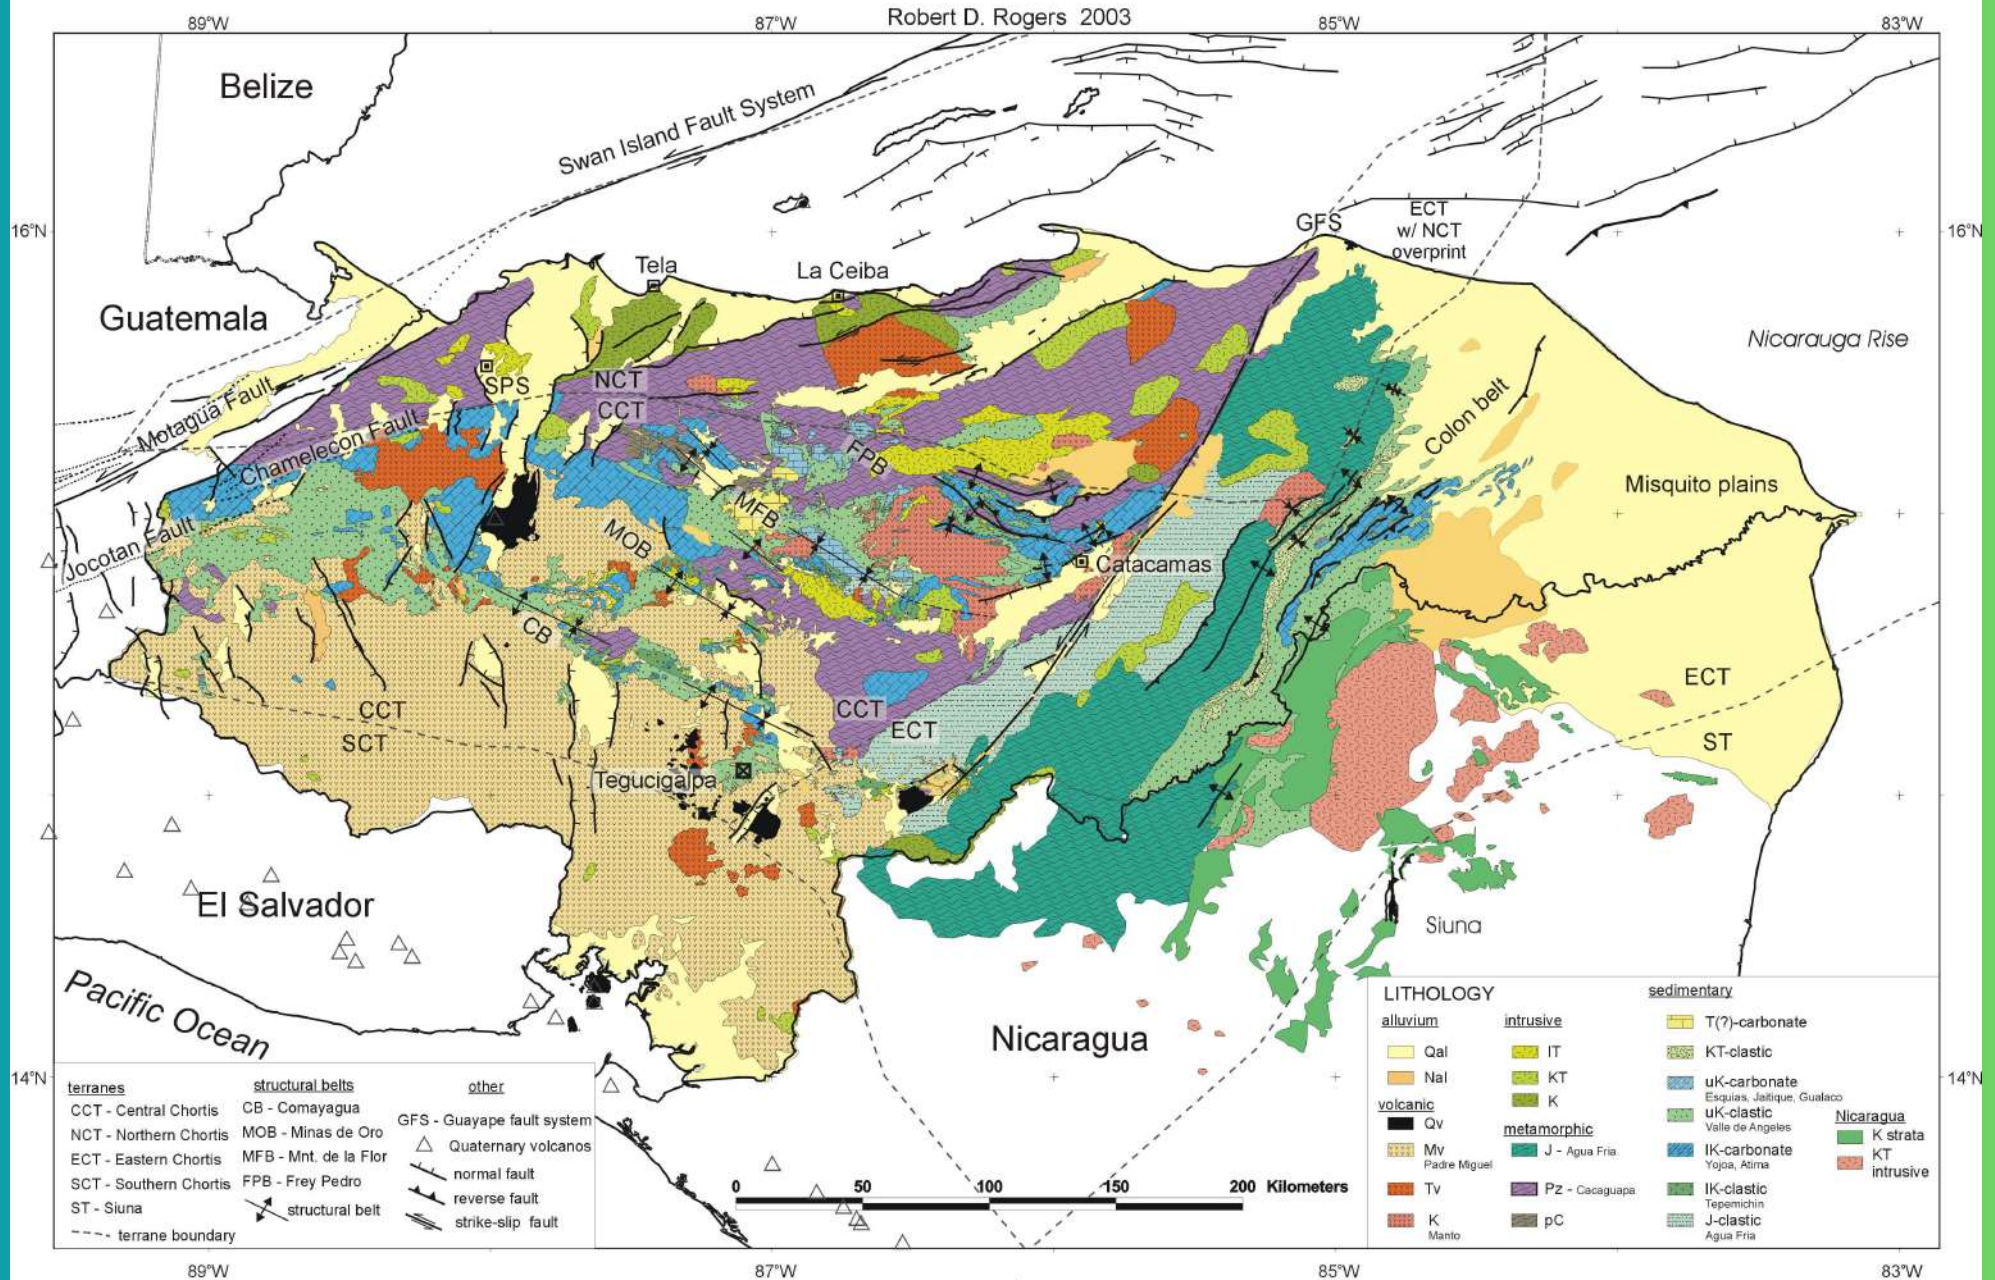 Robert D. Rogers 2003
89°W
87°W
85°W
83°W
Belize
Swan Island Fault System
16°N
GFS
ECT
w/ NCT
overprint
16°N
Tela
La Ceiba
Guatemala
Nicarauga Rise
SPS
NCT
CCT
Motagua Fault
Chamelecon Fault
Colon belt
FPB
Misquito plains
MFB
MOB
Jocotan Fault
Catacamas
CB
ECT
CCT
SCT
CCT
ECT
ST
Tegucigalpa
El Salvador
Siuna
Pacific Ocean
Nicaragua
14°N
14°N
terranes
CCT - Central Chortis
NCT - Northern Chortis
ECT - Eastern Chortis
SCT - Southern Chortis
ST - Siuna
terrane boundary
structural belts
CB - Comayagua
MOB - Minas de Oro
MFB - Mnt. de la Flor
FPB - Frey Pedro
structural belt
other
GFS - Guayape fault system
Quaternary volcanos
normal fault
reverse fault
strike-slip fault
0 50 100 150 200 Kilometers
LITHOLOGY
alluvium
Qal
Nal
volcanic
Qv
Mv
Padre Miguel
Tv
K
Manto
intrusive
IT
KT
K
metamorphic
J - Agua Fria
Pz - Cacaguapa
pC
sedimentary
T(?)-carbonate
KT-clastic
uK-carbonate
Esquias, Jaitique, Gualaco
uK-clastic
Valle de Angeles
lK-carbonate
Yojoa, Atima
lK-clastic
Tepemichin
J-clastic
Agua Fria
Nicaragua
K strata
KT
intrusive
89°W
87°W
85°W
83°W